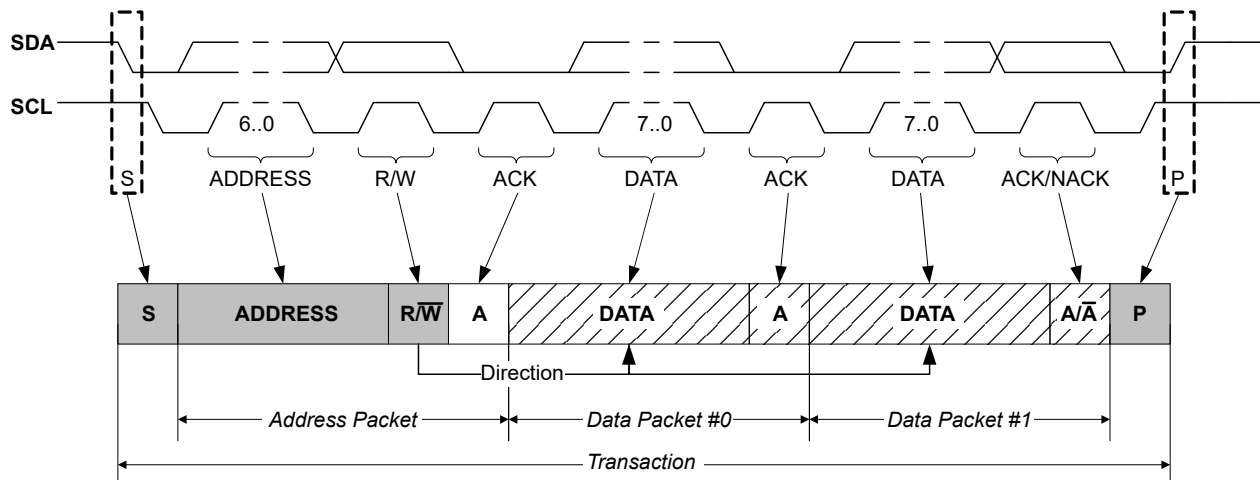 SDA
SCL
6..0 7..0 7..0
S ADDRESS R/W ACK DATA ACK DATA ACK/NACK P
S ADDRESS R/W̅ A DATA A DATA A/A̅ P
Direction
Address Packet Data Packet #0 Data Packet #1
Transaction